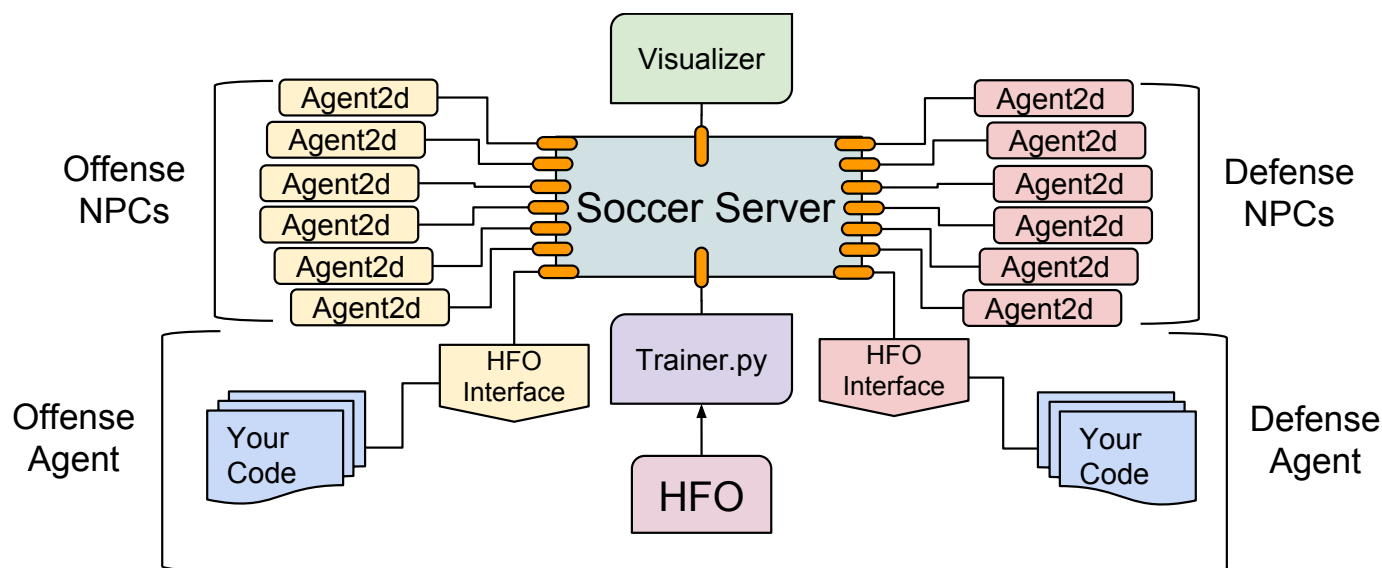 Visualizer
Offense
NPCs
Agent2d
Agent2d
Agent2d
Agent2d
Agent2d
Agent2d
Soccer Server
Agent2d
Agent2d
Agent2d
Agent2d
Agent2d
Agent2d
Defense
NPCs
Offense
Agent
Your
Code
HFO
Interface
Trainer.py
HFO
HFO
Interface
Your
Code
Defense
Agent